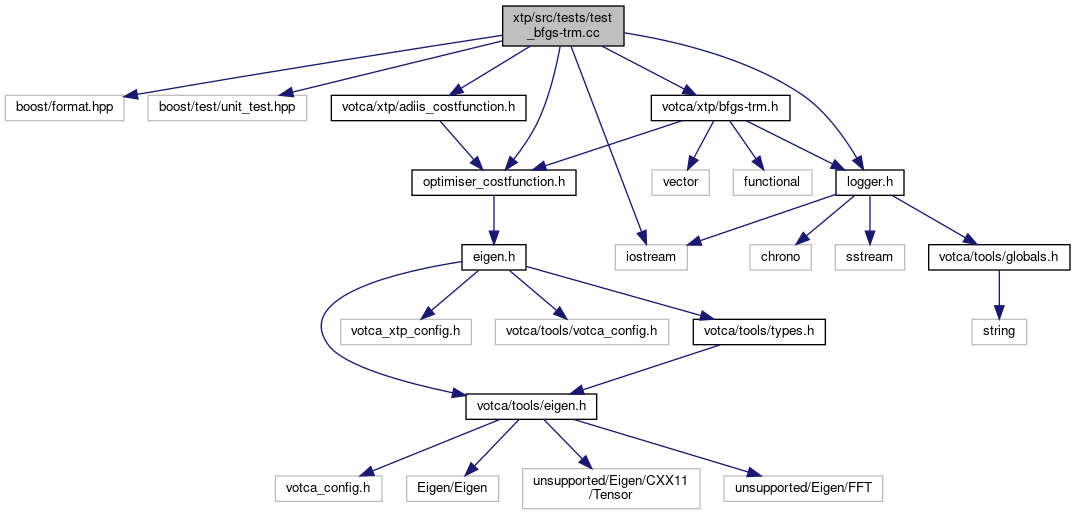 xtp/src/tests/test
_bfgs-trm.cc
boost/format.hpp
boost/test/unit_test.hpp
votca/xtp/adiis_costfunction.h
votca/xtp/bfgs-trm.h
optimiser_costfunction.h
vector
functional
logger.h
eigen.h
iostream
chrono
sstream
votca/tools/globals.h
votca_xtp_config.h
votca/tools/votca_config.h
votca/tools/types.h
string
votca/tools/eigen.h
votca_config.h
Eigen/Eigen
unsupported/Eigen/CXX11
/Tensor
unsupported/Eigen/FFT